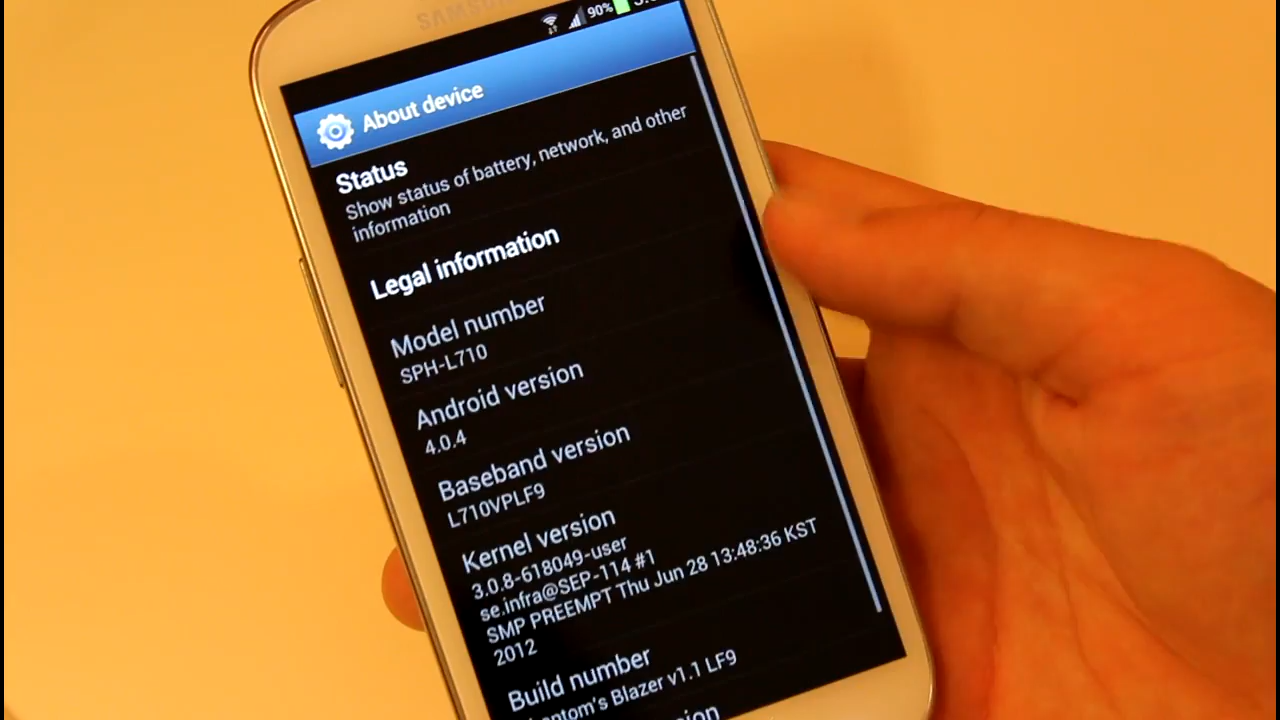 SAMSUNG
90%
About device
Status
Show status of battery, network, and other
information
Legal information
Model number
SPH-L710
Android version
4.0.4
Baseband version
L710VPLF9
Kernel version
3.0.8-618049-user
se.infra@SEP-114 #1
SMP PREEMPT Thu Jun 28 13:48:36 KST
2012
Build number
Blazer v1.1 LF9